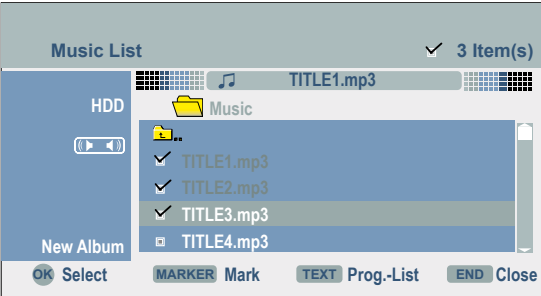 Music List
3 Item(s)
TITLE1.mp3
HDD
Music
..
TITLE1.mp3
TITLE2.mp3
TITLE3.mp3
New Album
TITLE4.mp3
OK Select
MARKER Mark
TEXT Prog.-List
END Close